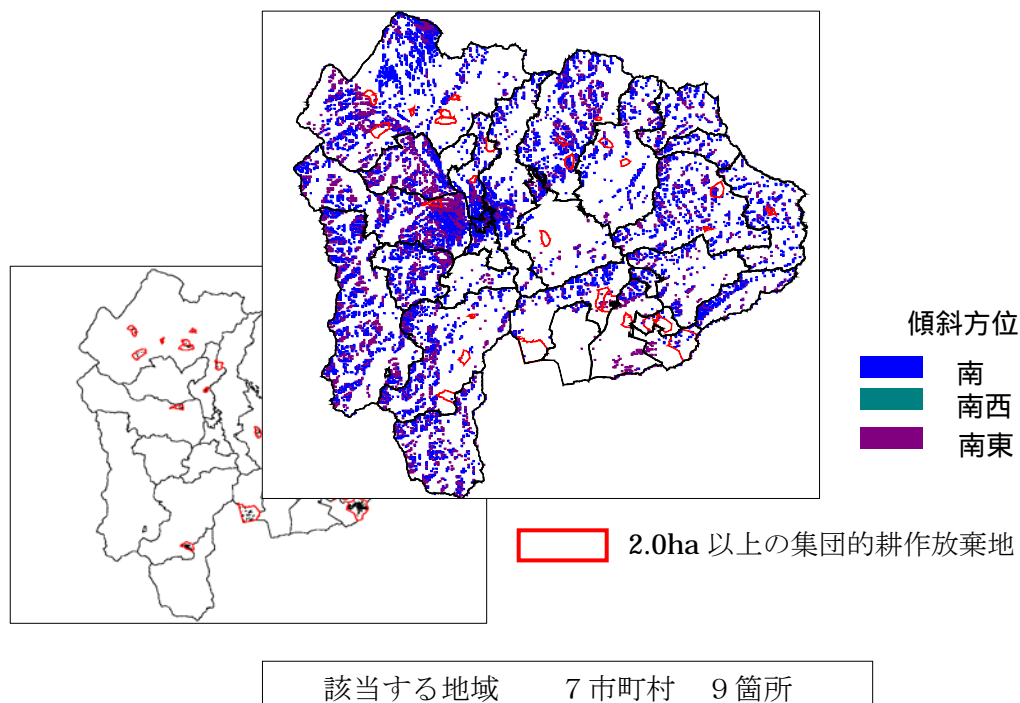 傾斜方位
南
南西
南東
2.0ha 以上の集団的耕作放棄地
該当する地域 7市町村 9箇所